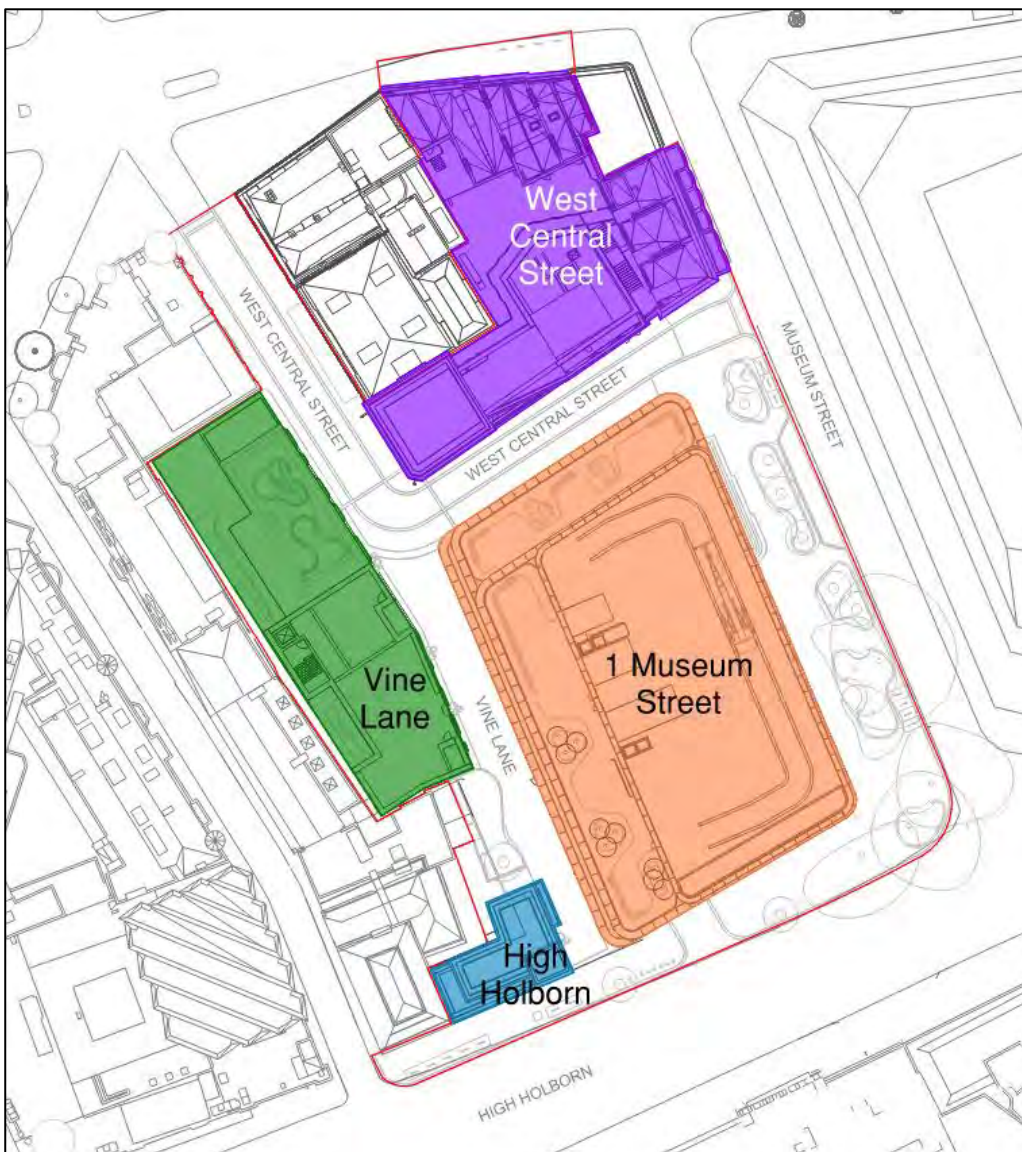 West
Central
Street
WEST CENTRAL STREET
MUSEUM STREET
WEST CENTRAL STREET
1 Museum
Street
Vine
Lane
VINE LANE
High
Holborn
HIGH HOLBORN